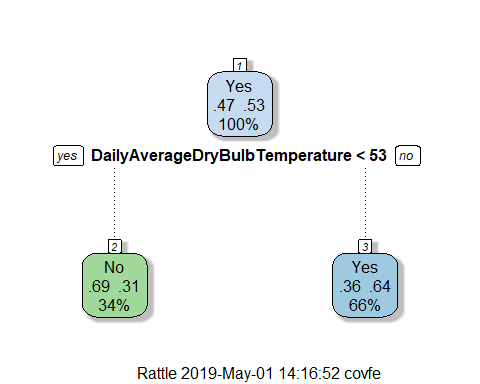 1
Yes
.47 .53
100%
yes DailyAverageDryBulbTemperature < 53 no
2 3
No Yes
.69 .31 .36 .64
34% 66%
Rattle 2019-May-01 14:16:52 covfe